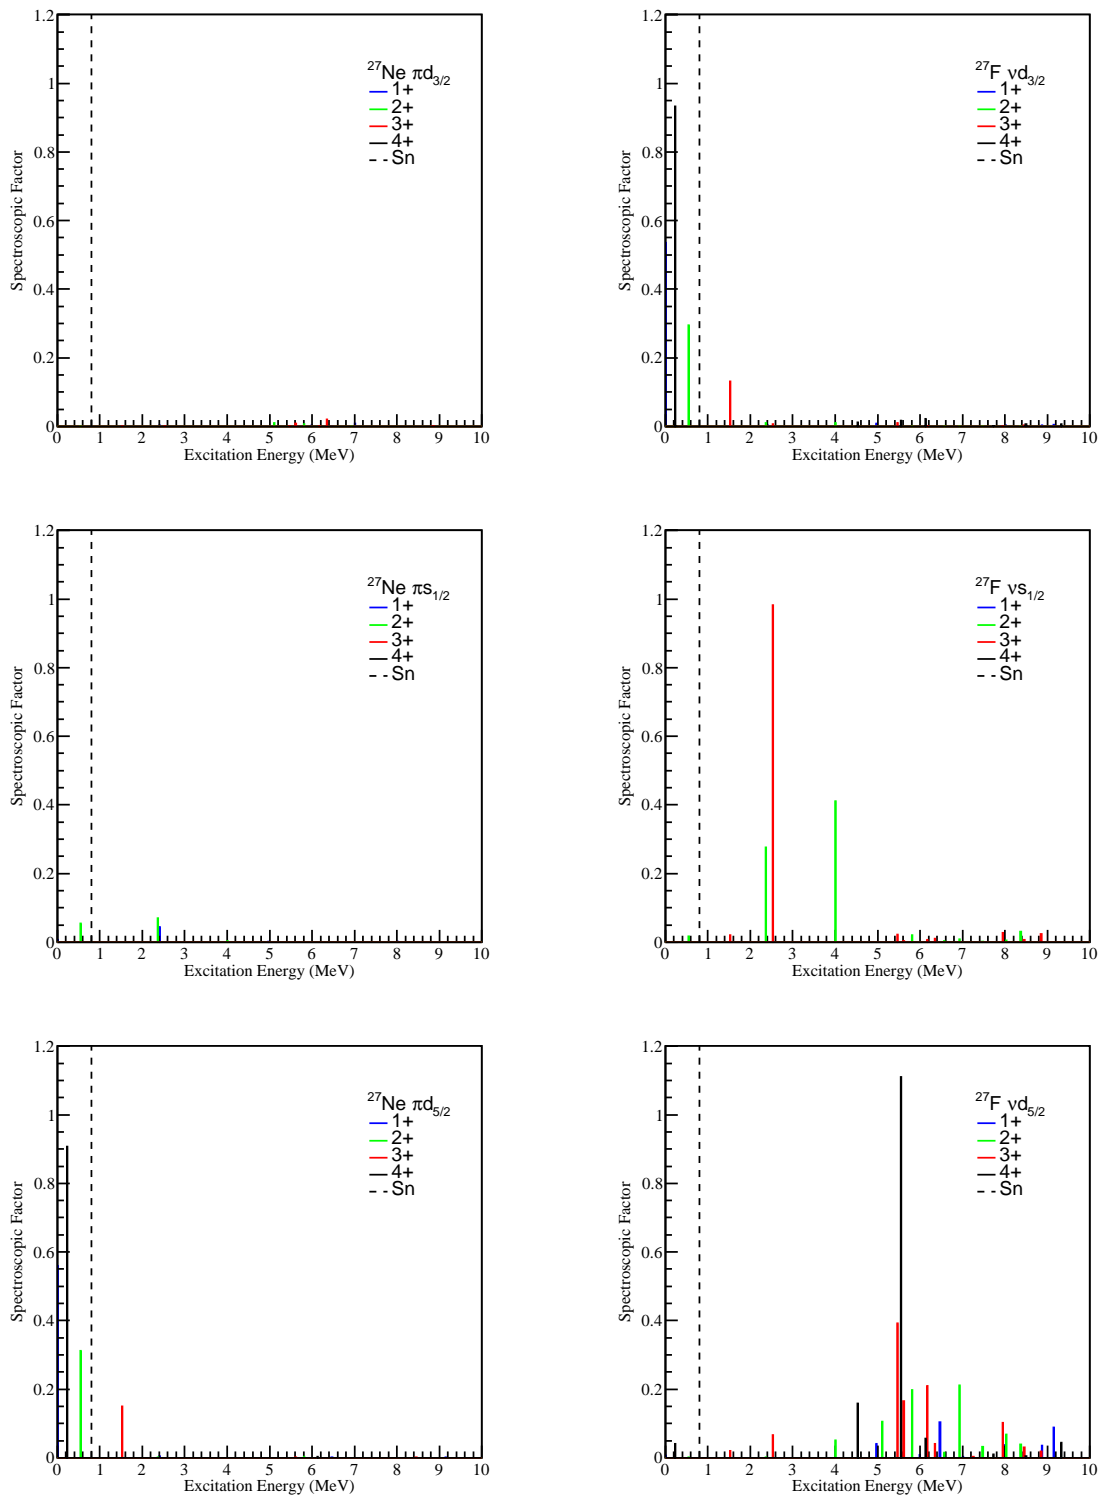 1.2
1
0.8
0.6
0.4
0.2
0
Spectroscopic Factor
27Ne πd3/2
1+
2+
3+
4+
Sn
0 1 2 3 4 5 6 7 8 9 10
Excitation Energy (MeV)
1.2
1
0.8
0.6
0.4
0.2
0
Spectroscopic Factor
27F νd3/2
1+
2+
3+
4+
Sn
0 1 2 3 4 5 6 7 8 9 10
Excitation Energy (MeV)
1.2
1
0.8
0.6
0.4
0.2
0
Spectroscopic Factor
27Ne πs1/2
1+
2+
3+
4+
Sn
0 1 2 3 4 5 6 7 8 9 10
Excitation Energy (MeV)
1.2
1
0.8
0.6
0.4
0.2
0
Spectroscopic Factor
27F νs1/2
1+
2+
3+
4+
Sn
0 1 2 3 4 5 6 7 8 9 10
Excitation Energy (MeV)
1.2
1
0.8
0.6
0.4
0.2
0
Spectroscopic Factor
27Ne πd5/2
1+
2+
3+
4+
Sn
0 1 2 3 4 5 6 7 8 9 10
Excitation Energy (MeV)
1.2
1
0.8
0.6
0.4
0.2
0
Spectroscopic Factor
27F νd5/2
1+
2+
3+
4+
Sn
0 1 2 3 4 5 6 7 8 9 10
Excitation Energy (MeV)